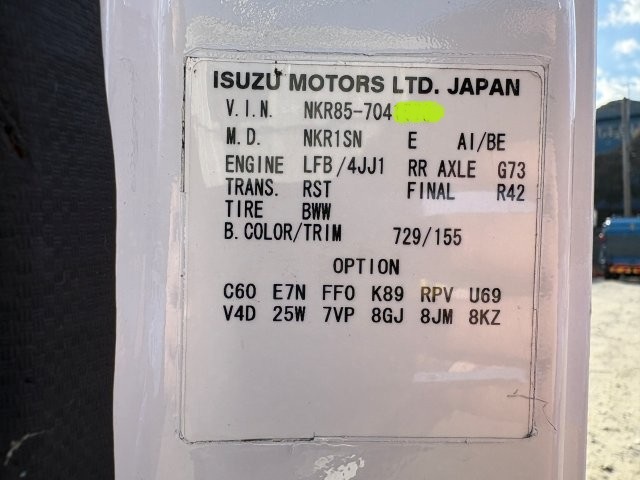 ISUZU MOTORS LTD. JAPAN
V.I.N. NKR85-704
M.D. NKR1SN E AI/BE
ENGINE LFB/4JJ1 RR AXLE G73
TRANS. RST FINAL R42
TIRE BWW
B.COLOR/TRIM 729/155
OPTION
C60 E7N FF0 K89 RPV U69
V4D 25W 7VP 8GJ 8JM 8KZ